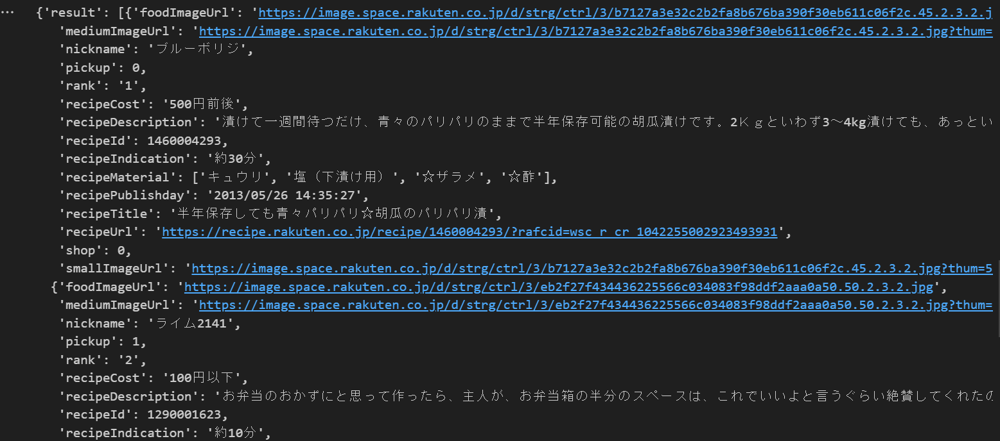 {'result': [{'foodImageUrl': 'https://image.space.rakuten.co.jp/d/strg/ctrl/3/b7127a3e32c2b2fa8b676ba390f30eb611c06f2c.45.2.3.2.j
'mediumImageUrl': 'https://image.space.rakuten.co.jp/d/strg/ctrl/3/b7127a3e32c2b2fa8b676ba390f30eb611c06f2c.45.2.3.2.jpg?thum=
'nickname': 'ブルーボリジ',
'pickup': 0,
'rank': '1',
'recipeCost': '500円前後',
'recipeDescription': '漬けて一週間待つだけ、青々のパリパリのままで半年保存可能の胡瓜漬けです。2Ｋｇといわず3～4kg漬けても、あっとい
'recipeId': 1460004293,
'recipeIndication': '約30分',
'recipeMaterial': ['キュウリ', '塩（下漬け用）', '☆ザラメ', '☆酢'],
'recipePublishday': '2013/05/26 14:35:27',
'recipeTitle': '半年保存しても青々パリパリ☆胡瓜のパリパリ漬',
'recipeUrl': 'https://recipe.rakuten.co.jp/recipe/1460004293/?rafcid=wsc_r_cr_1042255002923493931',
'shop': 0,
'smallImageUrl': 'https://image.space.rakuten.co.jp/d/strg/ctrl/3/b7127a3e32c2b2fa8b676ba390f30eb611c06f2c.45.2.3.2.jpg?thum=5
{'foodImageUrl': 'https://image.space.rakuten.co.jp/d/strg/ctrl/3/eb2f27f434436225566c034083f98ddf2aaa0a50.50.2.3.2.jpg',
'mediumImageUrl': 'https://image.space.rakuten.co.jp/d/strg/ctrl/3/eb2f27f434436225566c034083f98ddf2aaa0a50.50.2.3.2.jpg?thum=
'nickname': 'ライム2141',
'pickup': 1,
'rank': '2',
'recipeCost': '100円以下',
'recipeDescription': 'お弁当のおかずにと思って作ったら、主人が、お弁当箱の半分のスペースは、これでいいよと言うぐらい絶賛してくれたの
'recipeId': 1290001623,
'recipeIndication': '約10分',